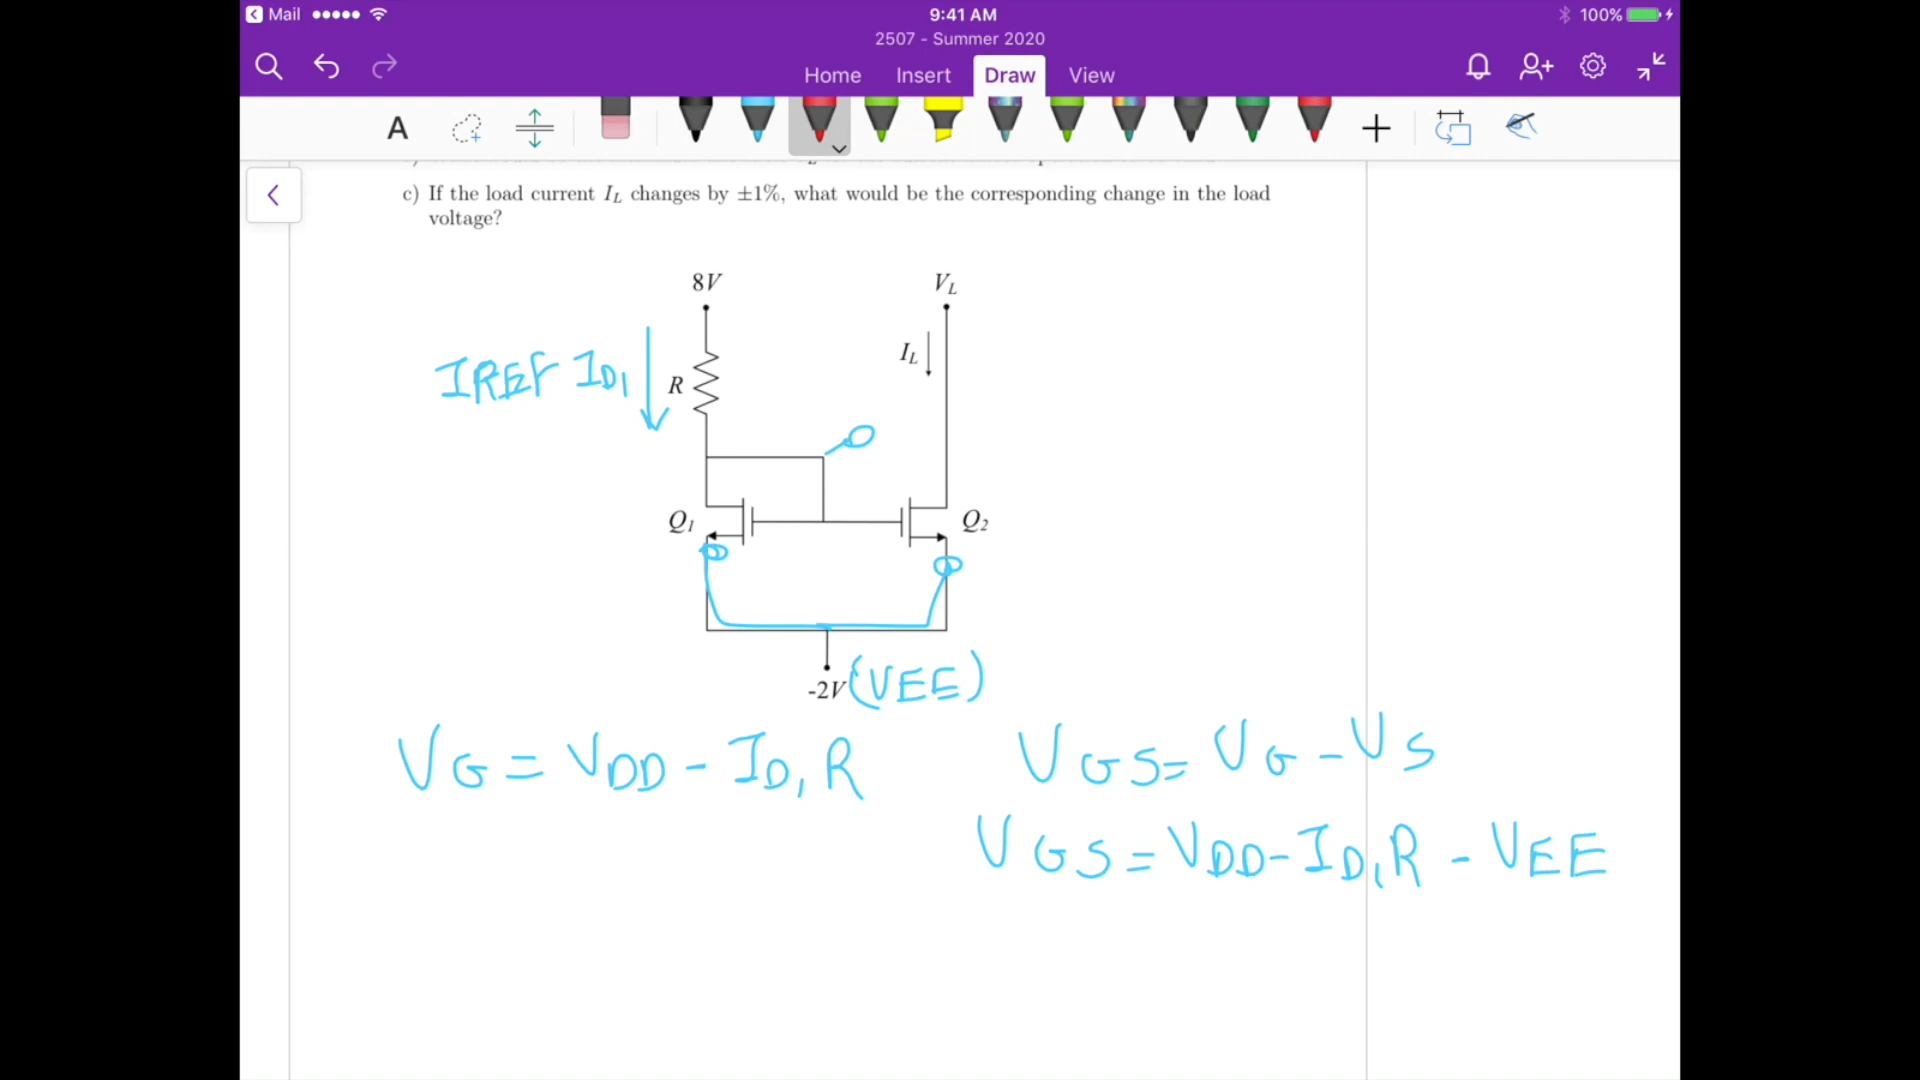 Mail
9:41 AM
100%
2507 - Summer 2020
Home Insert Draw View
A
c) If the load current I_L changes by ±1%, what would be the corresponding change in the load
voltage?
8V
V_L
IREF I_D1
R
I_L
Q1
Q2
-2V (VEE)
VG = VDD - ID1 R
VGS = VG - VS
VGS = VDD - ID1 R - VEE